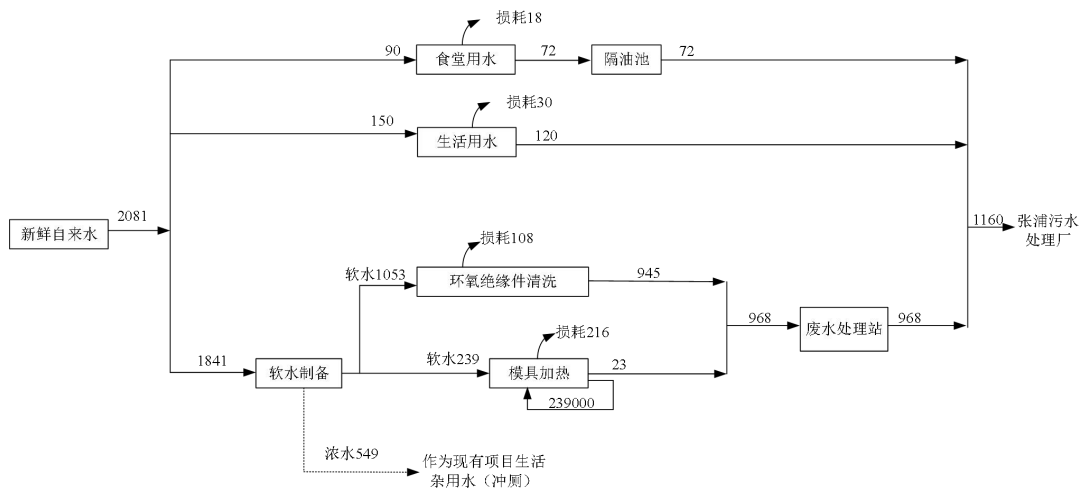 损耗18
90
食堂用水
72
隔油池
72
损耗30
150
生活用水
120
新鲜自来水
2081
1160
张浦污水
处理厂
损耗108
软水1053
环氧绝缘件清洗
945
968
废水处理站
968
损耗216
1841
软水制备
软水239
模具加热
23
239000
浓水549
作为现有项目生活
杂用水（冲厕）